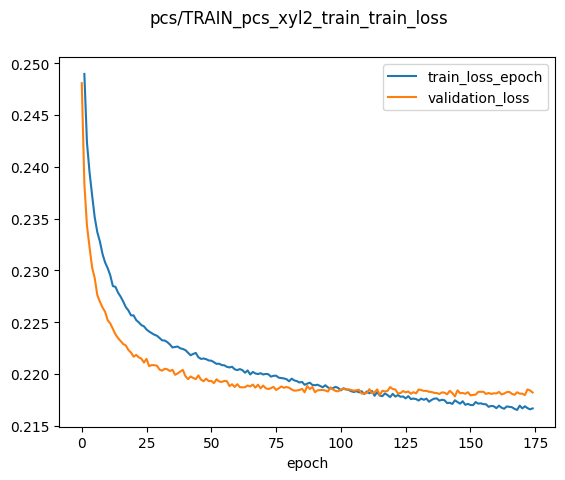 pcs/TRAIN_pcs_xyl2_train_train_loss
0.250
0.245
0.240
0.235
0.230
0.225
0.220
0.215
train_loss_epoch
validation_loss
0 25 50 75 100 125 150 175
epoch